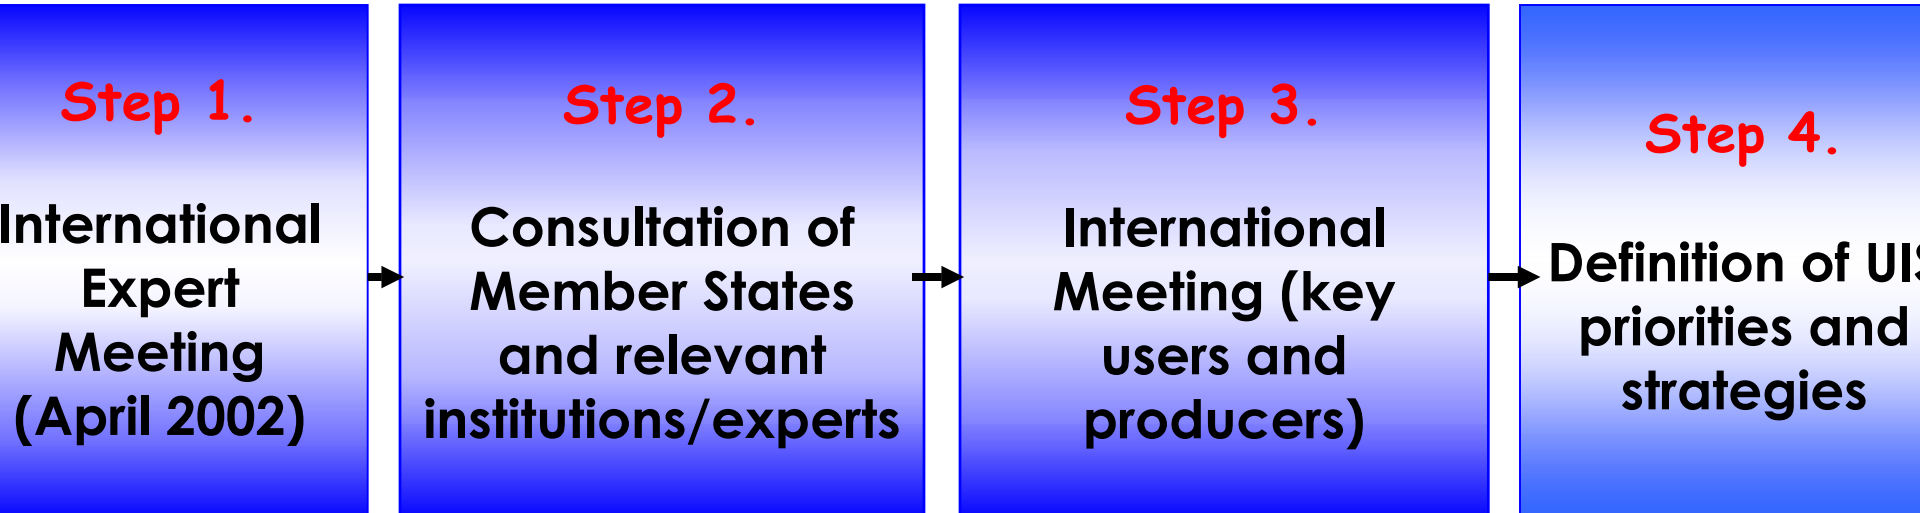 Step 1.
International
Expert
Meeting
(April 2002)
Step 2.
Consultation of
Member States
and relevant
institutions/experts
Step 3.
International
Meeting (key
users and
producers)
Step 4.
Definition of UIS
priorities and
strategies